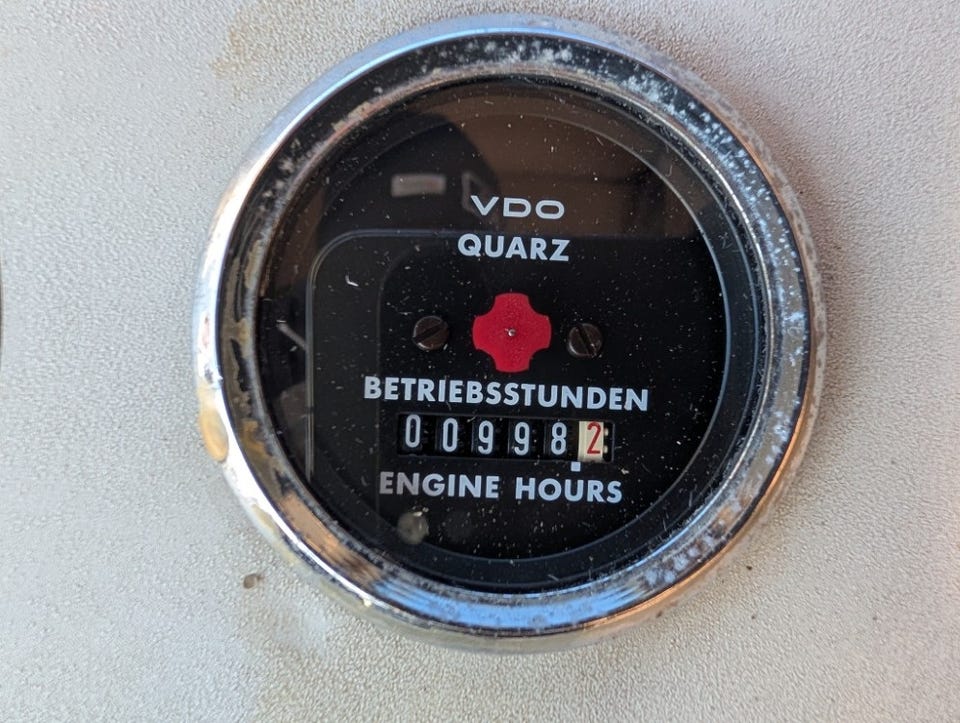 VDO
QUARZ
BETRIEBSSTUNDEN
009982
ENGINE HOURS